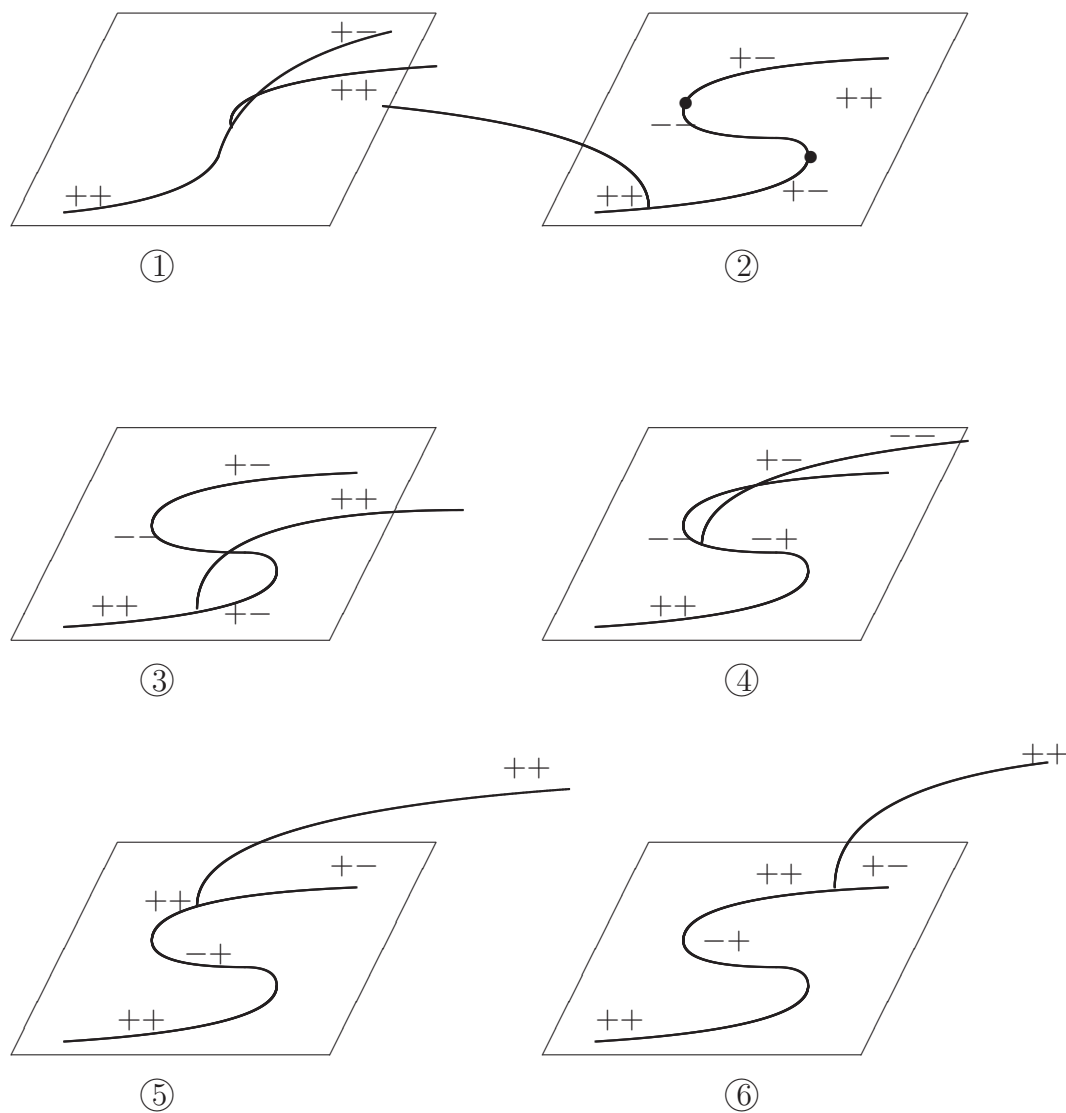 +− ++ ++
①
+− ++ −− ++ +−
②
+− ++ −− ++ +−
③
−− +− −− −+ ++
④
++ +− ++ −+ ++
⑤
++ ++ +− −+ ++
⑥